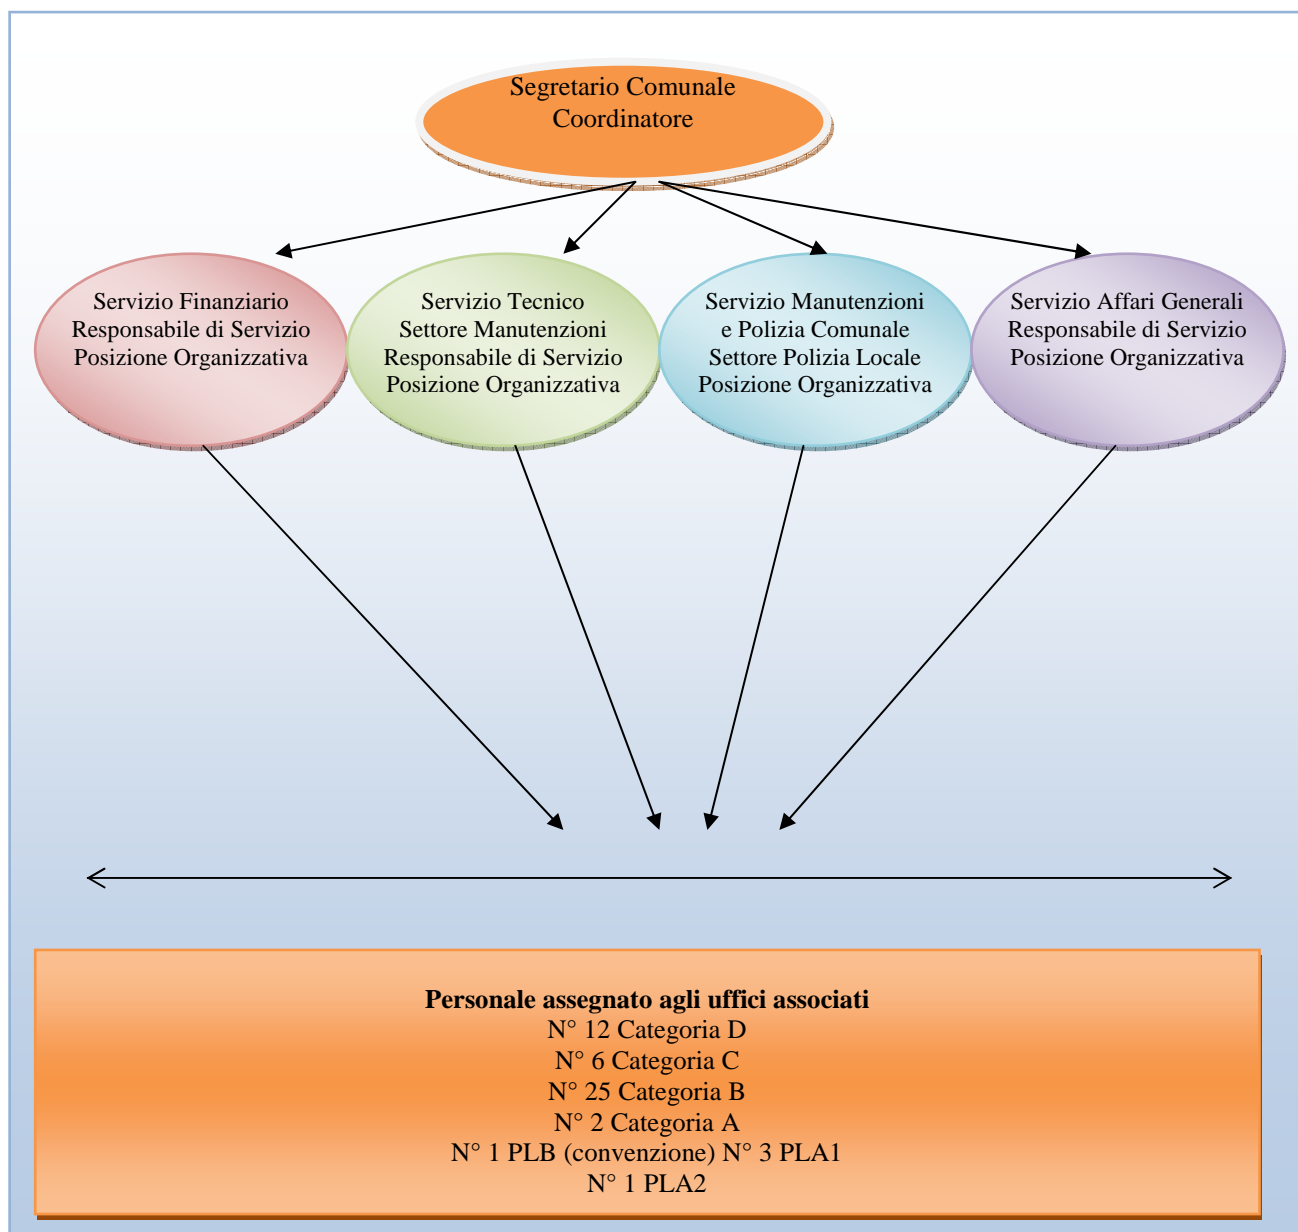 Segretario Comunale
Coordinatore
Servizio Finanziario
Responsabile di Servizio
Posizione Organizzativa
Servizio Tecnico
Settore Manutenzioni
Responsabile di Servizio
Posizione Organizzativa
Servizio Manutenzioni
e Polizia Comunale
Settore Polizia Locale
Posizione Organizzativa
Servizio Affari Generali
Responsabile di Servizio
Posizione Organizzativa
Personale assegnato agli uffici associati
N° 12 Categoria D
N° 6 Categoria C
N° 25 Categoria B
N° 2 Categoria A
N° 1 PLB (convenzione) N° 3 PLA1
N° 1 PLA2